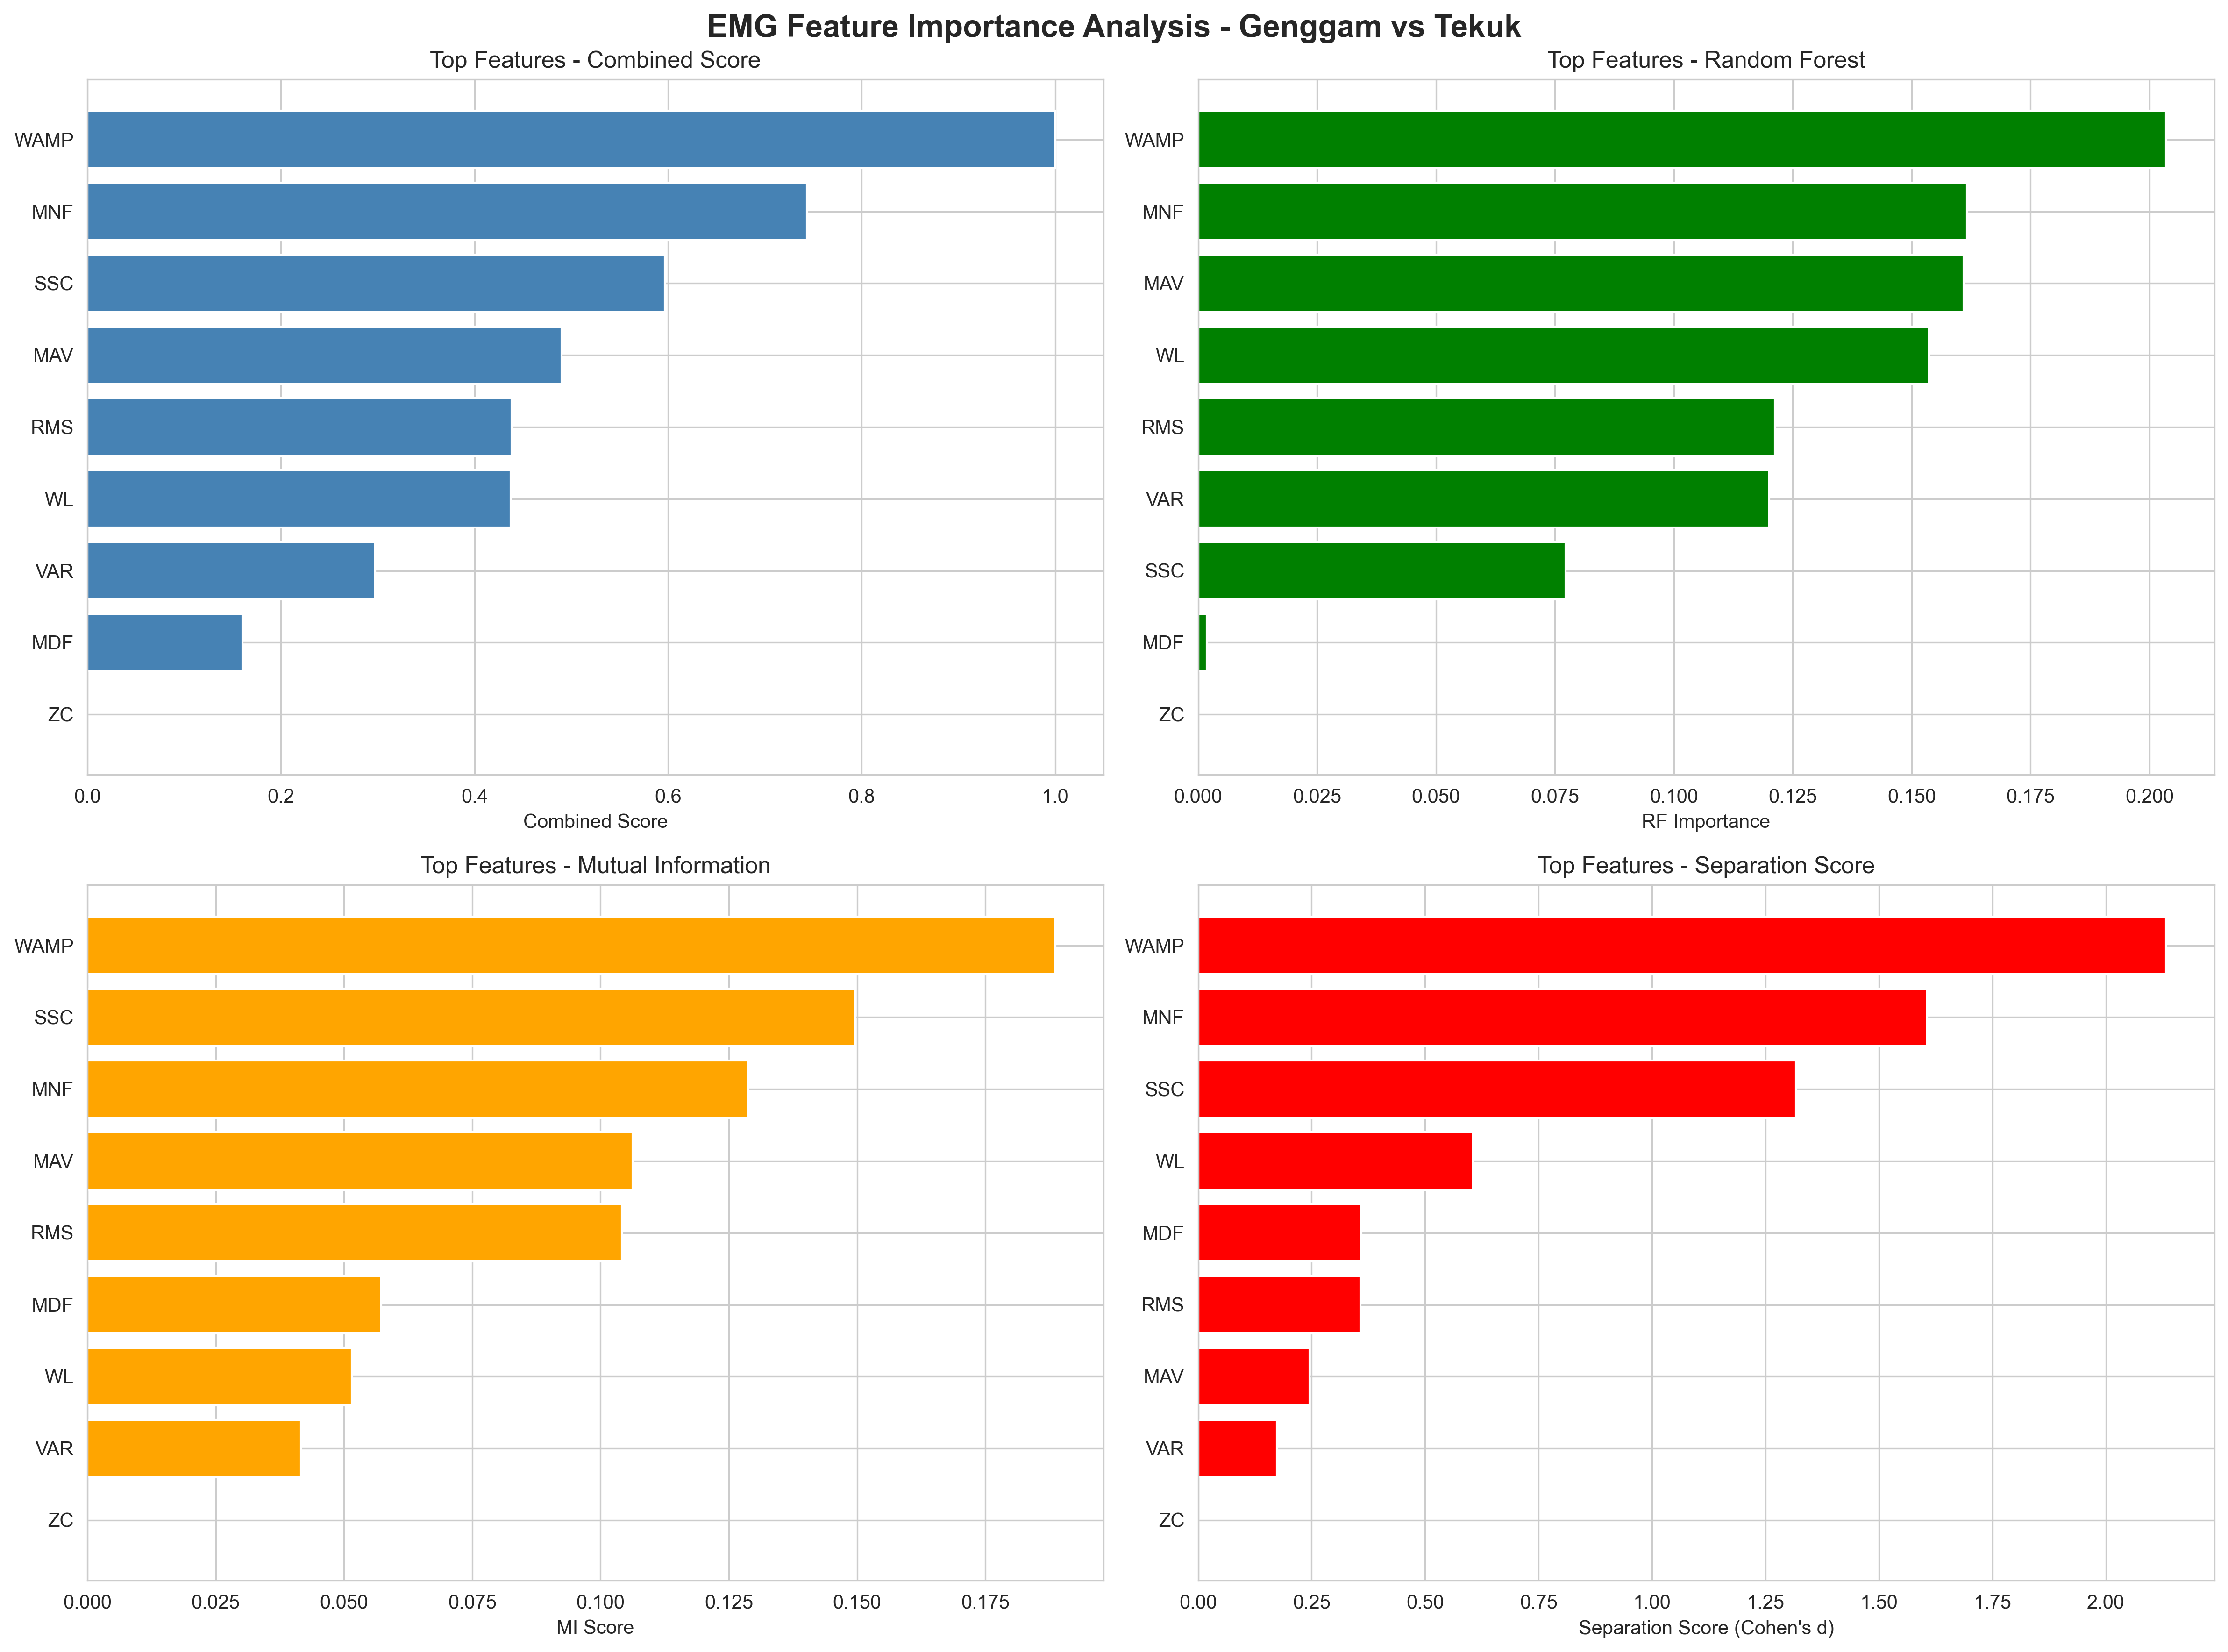 EMG Feature Importance Analysis - Genggam vs Tekuk
Top Features - Combined Score
WAMP
MNF
SSC
MAV
RMS
WL
VAR
MDF
ZC
0.0 0.2 0.4 0.6 0.8 1.0
Combined Score
Top Features - Random Forest
WAMP
MNF
MAV
WL
RMS
VAR
SSC
MDF
ZC
0.000 0.025 0.050 0.075 0.100 0.125 0.150 0.175 0.200
RF Importance
Top Features - Mutual Information
WAMP
SSC
MNF
MAV
RMS
MDF
WL
VAR
ZC
0.000 0.025 0.050 0.075 0.100 0.125 0.150 0.175
MI Score
Top Features - Separation Score
WAMP
MNF
SSC
WL
MDF
RMS
MAV
VAR
ZC
0.00 0.25 0.50 0.75 1.00 1.25 1.50 1.75 2.00
Separation Score (Cohen's d)